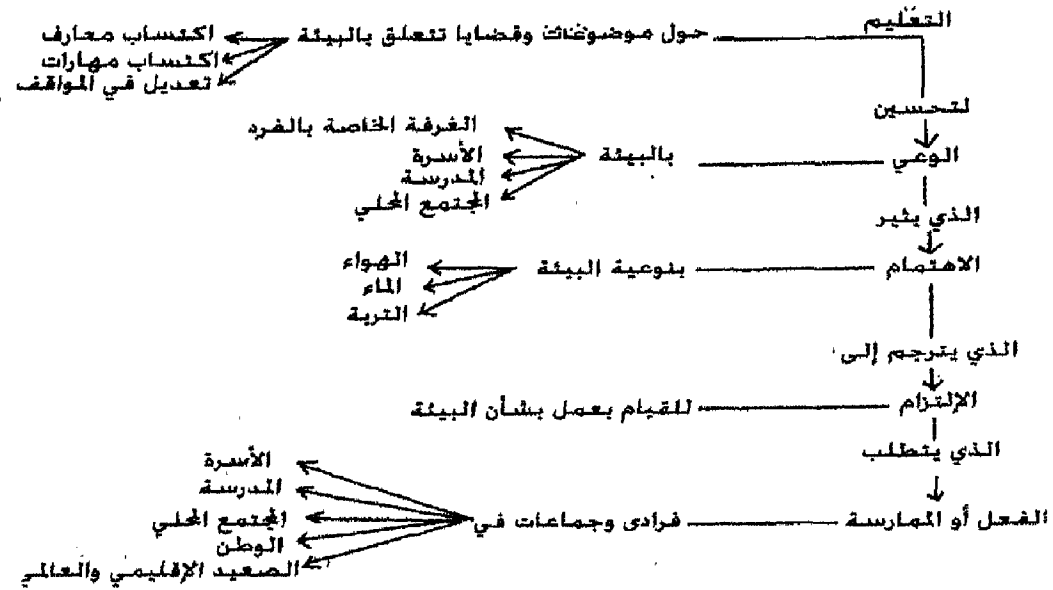 التعليم
حول موضوعات وقضايا تتعلق بالبيئة
اكتساب معارف
اكتساب مهارات
تعديل في المواقف
لتحسين
الوعي
بالبيئة
الغرفة الخاصة بالفرد
الأسرة
المدرسة
المجتمع المحلي
الذي يثير
الاهتمام
بنوعية البيئة
الهواء
الماء
التربة
الذي يترجم إلى
الإلتزام
للقيام بعمل بشأن البيئة
الذي يتطلب
الفعل أو الممارسة
فرادى وجماعات في
الأسرة
المدرسة
المجتمع المحلي
الوطن
الصعيد الإقليمي والعالمي